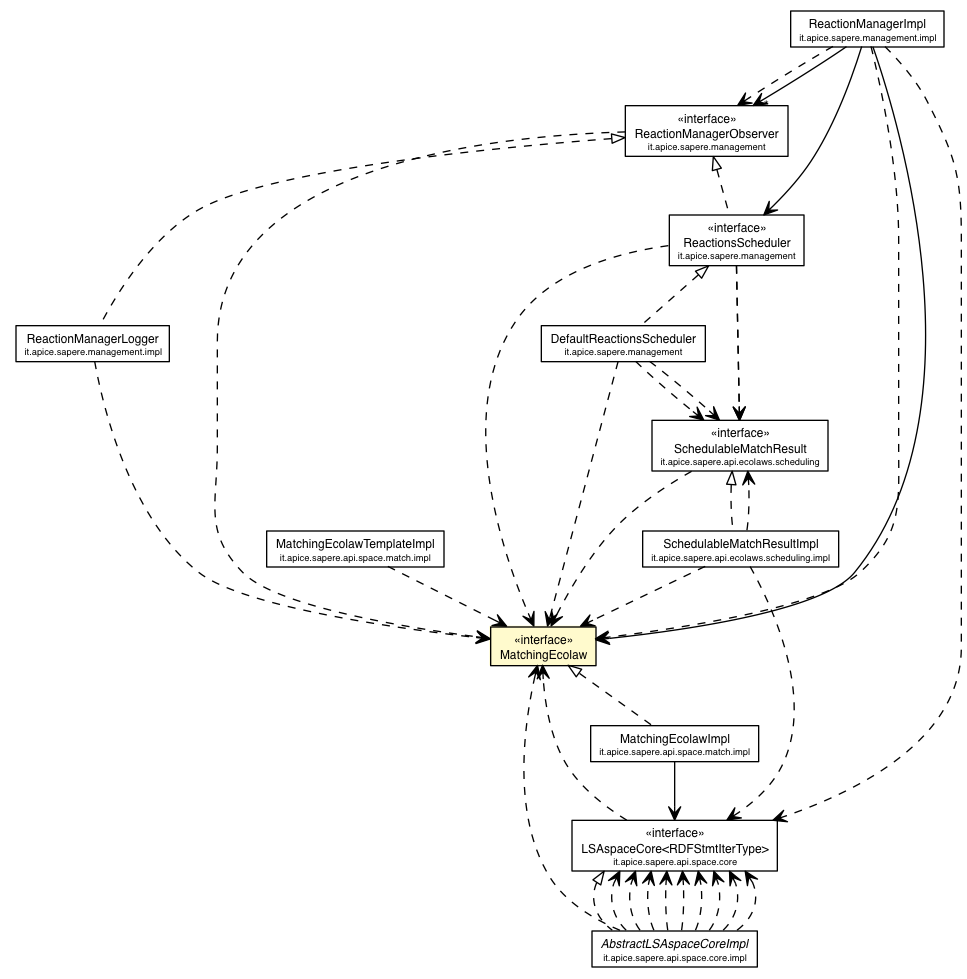 ReactionManagerImpl
it.apice.sapere.management.impl
«interface»
ReactionManagerObserver
it.apice.sapere.management
«interface»
ReactionsScheduler
it.apice.sapere.management
ReactionManagerLogger
it.apice.sapere.management.impl
DefaultReactionsScheduler
it.apice.sapere.management
«interface»
SchedulableMatchResult
it.apice.sapere.api.ecolaws.scheduling
MatchingEcolawTemplateImpl
it.apice.sapere.api.space.match.impl
SchedulableMatchResultImpl
it.apice.sapere.api.ecolaws.scheduling.impl
«interface»
MatchingEcolaw
MatchingEcolawImpl
it.apice.sapere.api.space.match.impl
«interface»
LSAspaceCore<RDFStmtIterType>
it.apice.sapere.api.space.core
AbstractLSAspaceCoreImpl
it.apice.sapere.api.space.core.impl